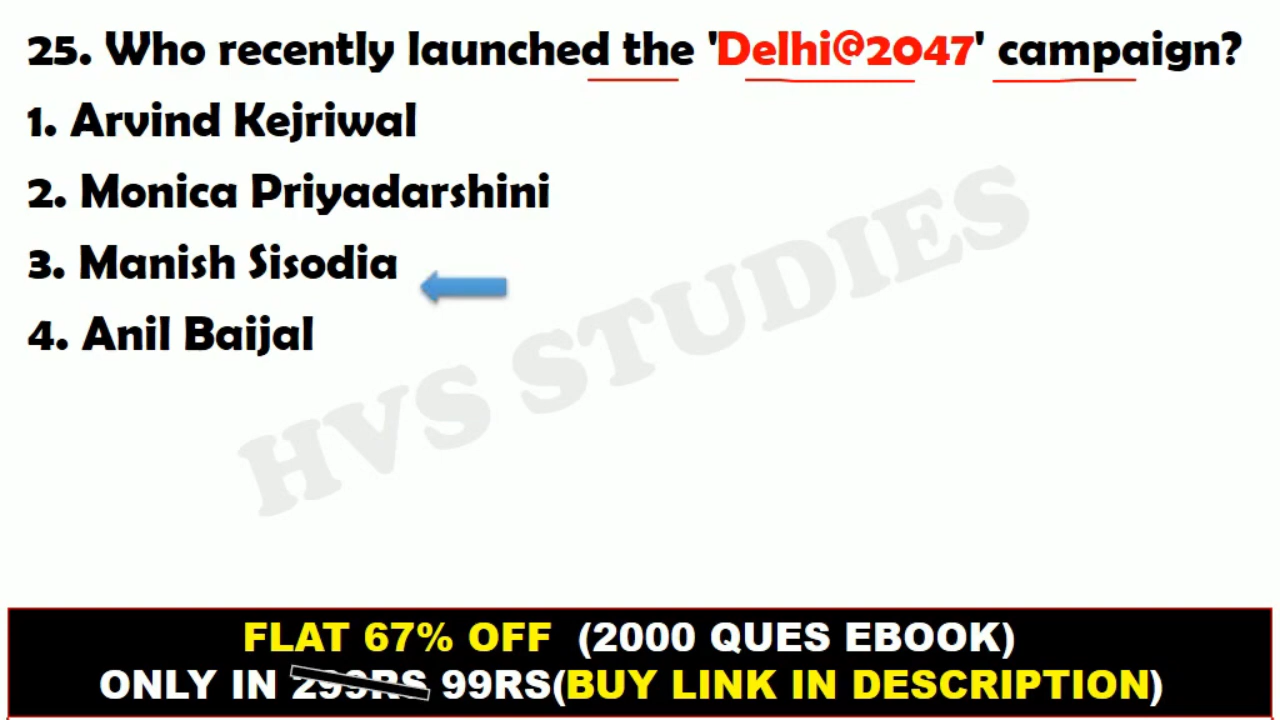 25. Who recently launched the 'Delhi@2047' campaign?
1. Arvind Kejriwal
2. Monica Priyadarshini
3. Manish Sisodia
4. Anil Baijal
HVS STUDIES
FLAT 67% OFF (2000 QUES EBOOK)
ONLY IN 299RS 99RS(BUY LINK IN DESCRIPTION)